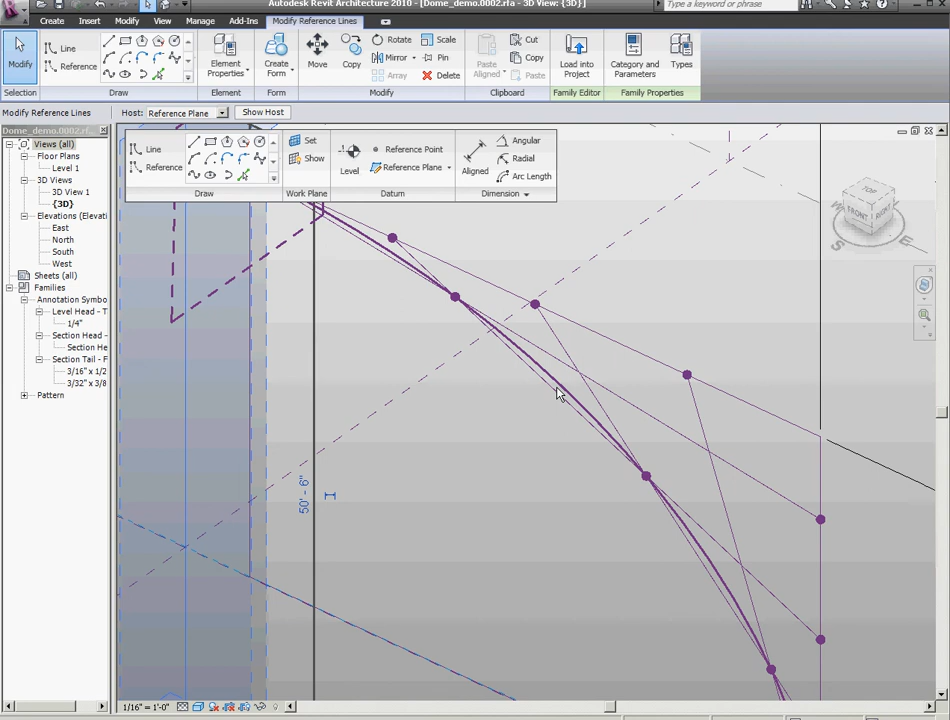 Autodesk Revit Architecture 2010 - [Dome_demo.0002.rfa - 3D View: {3D}]
Type a keyword or phrase
Create Insert Modify View Manage Add-Ins Modify Reference Lines
Modify
Line
Reference
Element
Properties
Create
Form
Move
Copy
Rotate
Mirror
Array
Scale
Pin
Delete
Paste
Aligned
Cut
Copy
Paste
Load into
Project
Category and
Parameters
Types
Selection Draw Element Form Modify Clipboard Family Editor Family Properties
Modify Reference Lines Host: Reference Plane Show Host
Dome_demo.0002.rf...
Views (all)
Floor Plans
Level 1
3D Views
3D View 1
{3D}
Elevations (Elevati
East
North
South
West
Sheets (all)
Families
Annotation Symbo
Level Head - T
1/4"
Section Head -
Section He
Section Tail - F
3/16" x 1/2
3/32" x 3/8
Pattern
Line
Reference
Set
Show
Level
Reference Point
Reference Plane
Aligned
Angular
Radial
Arc Length
Draw Work Plane Datum Dimension
TOP
FRONT
RIGHT
W
S
E
50' - 6"
1/16" = 1'-0"